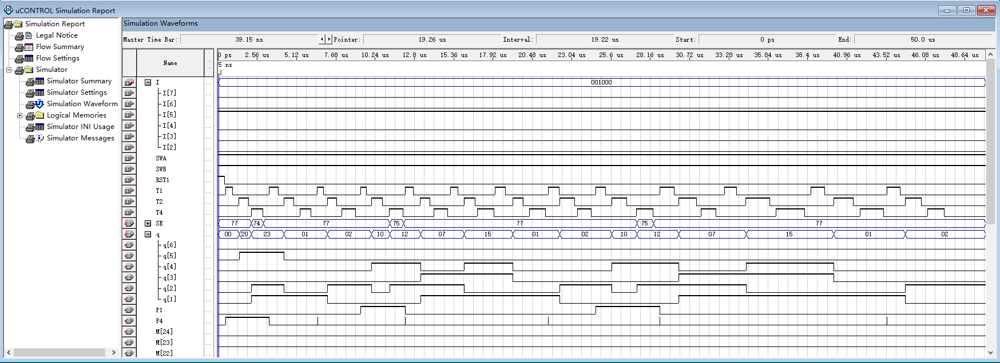 uCONTROL Simulation Report
Simulation Report
Legal Notice
Flow Summary
Flow Settings
Simulator
Simulator Summary
Simulator Settings
Simulation Waveform
Logical Memories
Simulator INI Usage
Simulator Messages
Simulation Waveforms
Master Time Bar: 39.15 ns Pointer: 19.26 us Interval: 19.22 us Start: 0 ps End: 50.0 us
Name
0 ps 2.56 us 5.12 us 7.68 us 10.24 us 12.8 us 15.36 us 17.92 us 20.48 us 23.04 us 25.6 us 28.16 us 30.72 us 33.28 us 35.84 us 38.4 us 40.96 us 43.52 us 46.08 us 48.64 us
5 ns
I 001000
I[7]
I[6]
I[5]
I[4]
I[3]
I[2]
SWA
SWB
RST1
T1
T2
T4
SE 77 74 77 75 77 75 77
q 00 20 23 01 02 10 12 07 15 01 02 10 12 07 15 01 02
q[6]
q[5]
q[4]
q[3]
q[2]
q[1]
P1
P4
M[24]
M[23]
M[22]